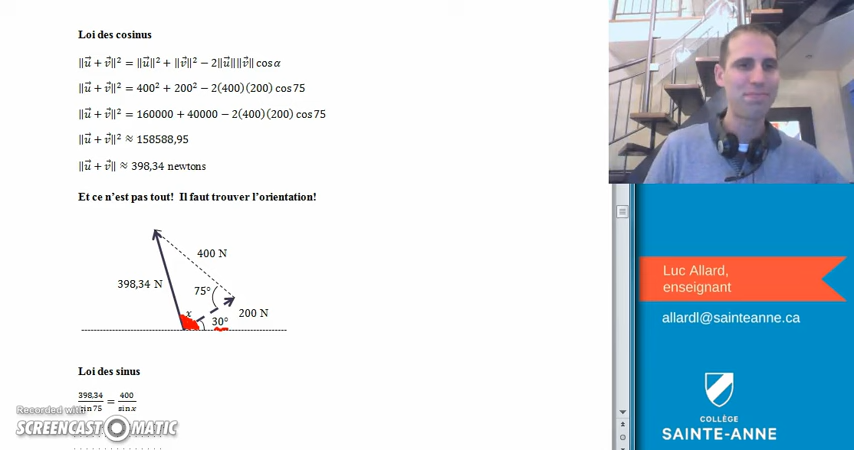 Loi des cosinus
‖u⃗ + v⃗‖² = ‖u⃗‖² + ‖v⃗‖² − 2‖u⃗‖‖v⃗‖ cos α
‖u⃗ + v⃗‖² = 400² + 200² − 2(400)(200) cos 75
‖u⃗ + v⃗‖² = 160000 + 40000 − 2(400)(200) cos 75
‖u⃗ + v⃗‖² ≈ 158588,95
‖u⃗ + v⃗‖ ≈ 398,34 newtons
Et ce n'est pas tout! Il faut trouver l'orientation!
400 N
398,34 N
75°
x
200 N
30°
Loi des sinus
398,34/sin 75 = 400/sin x
Recorded with
SCREENCAST MATIC
Luc Allard,
enseignant
allardl@sainteanne.ca
COLLÈGE
SAINTE-ANNE